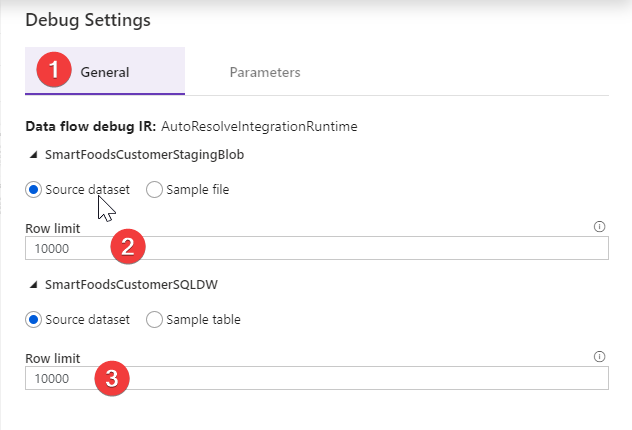 Debug Settings
1 General Parameters
Data flow debug IR: AutoResolveIntegrationRuntime
SmartFoodsCustomerStagingBlob
Source dataset Sample file
Row limit
10000 2
SmartFoodsCustomerSQLDW
Source dataset Sample table
Row limit
10000 3